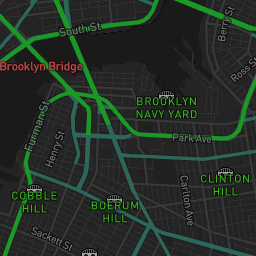 South St
Berry St
Ross St
Brooklyn Bridge
BROOKLYN
NAVY YARD
Furman St
Henry St
Park Ave
CLINTON
HILL
Carlton Ave
COBBLE
HILL
BOERUM
HILL
Sackett St